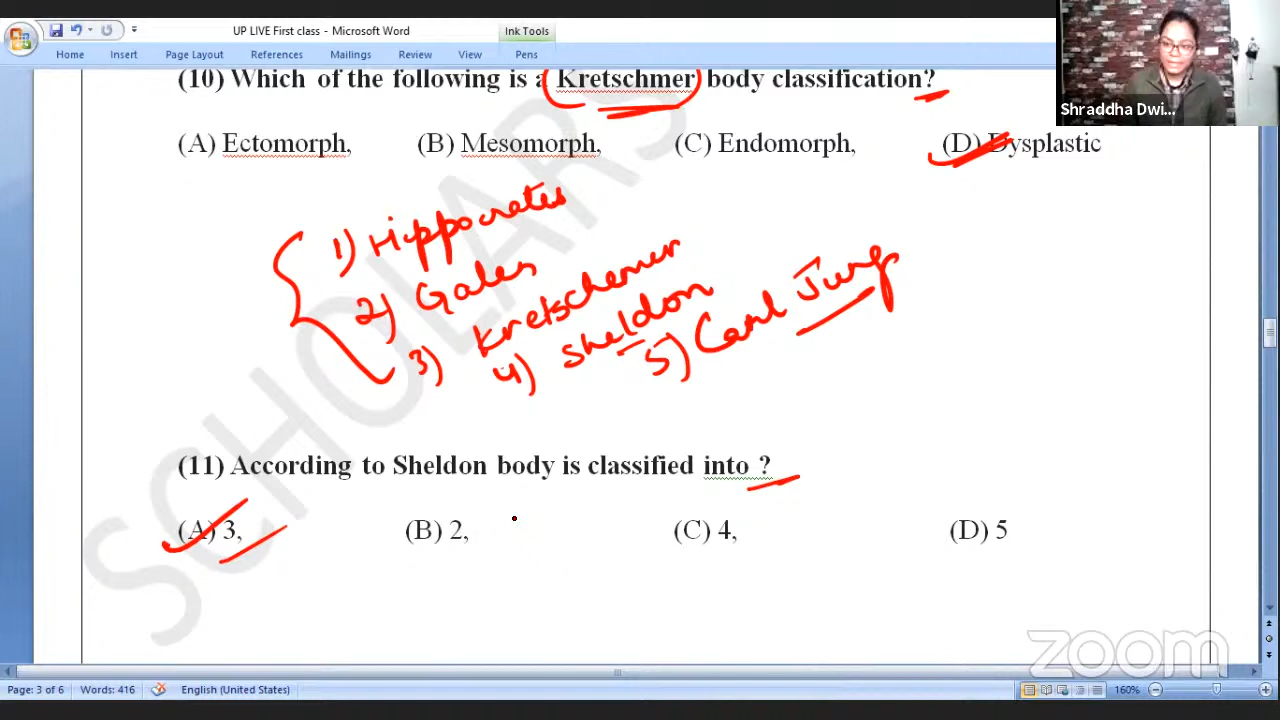 UP LIVE First class - Microsoft Word
Ink Tools
Home Insert Page Layout References Mailings Review View Pens
Shraddha Dwi...
(10) Which of the following is a Kretschmer body classification?
(A) Ectomorph, (B) Mesomorph, (C) Endomorph, (D) Dysplastic
1) Hippocrates
2) Galen
3) Kretschemer
4) Sheldon
5) Carl Jung
(11) According to Sheldon body is classified into ?
(A) 3, (B) 2, (C) 4, (D) 5
SCHOLARS
zoom
Page: 3 of 6 Words: 416 English (United States) 160%